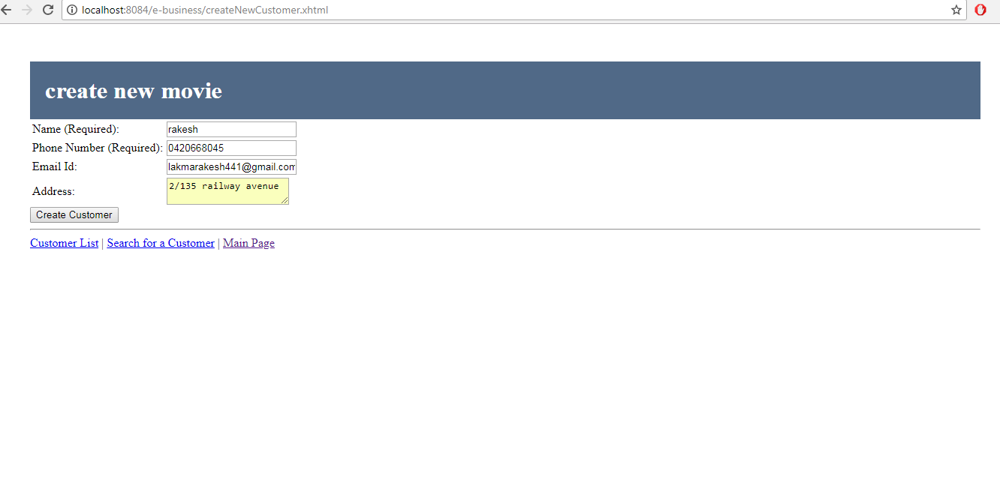 localhost:8084/e-business/createNewCustomer.xhtml
create new movie
Name (Required): rakesh
Phone Number (Required): 0420668045
Email Id: lakmarakesh441@gmail.com
Address: 2/135 railway avenue
Create Customer
Customer List | Search for a Customer | Main Page